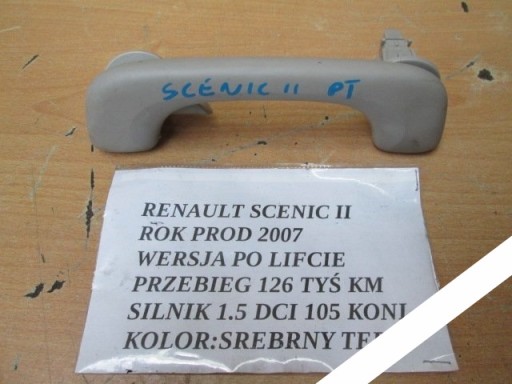 SCÉNIC II PT
RENAULT SCENIC II
ROK PROD 2007
WERSJA PO LIFCIE
PRZEBIEG 126 TYŚ KM
SILNIK 1.5 DCI 105 KONI
KOLOR:SREBRNY